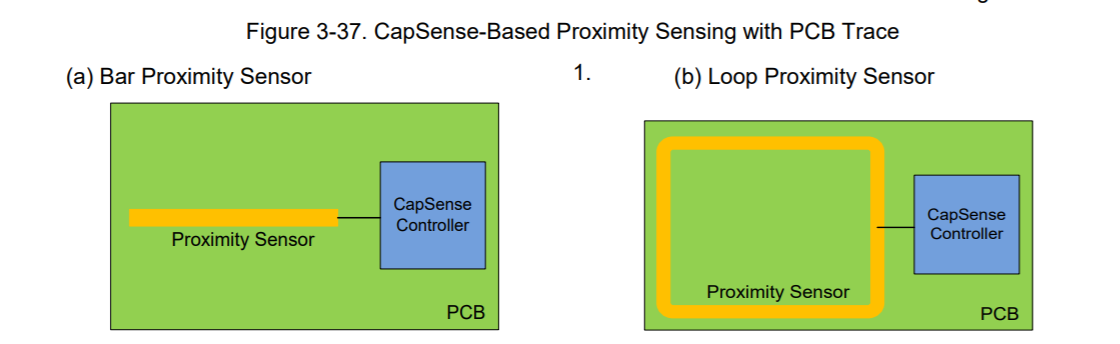 Figure 3-37. CapSense-Based Proximity Sensing with PCB Trace
(a) Bar Proximity Sensor
1.
(b) Loop Proximity Sensor
CapSense
Controller
Proximity Sensor
PCB
CapSense
Controller
Proximity Sensor
PCB